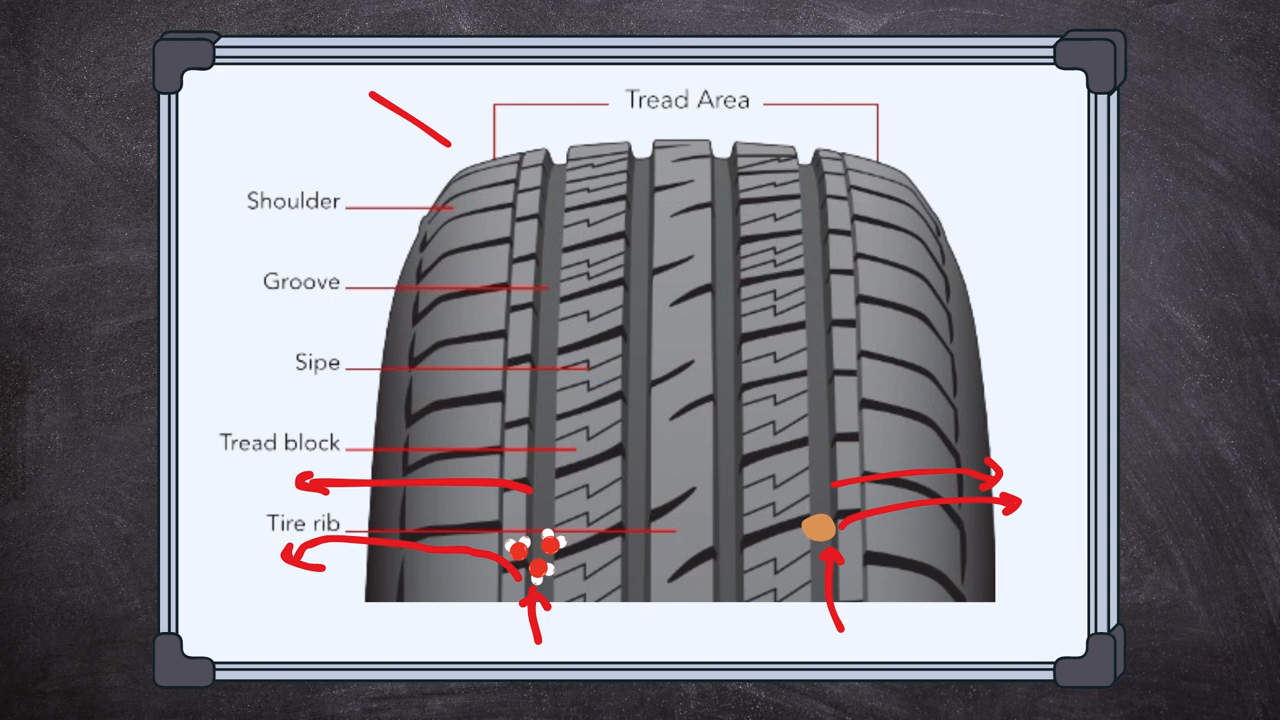 Tread Area
Shoulder
Groove
Sipe
Tread block
Tire rib